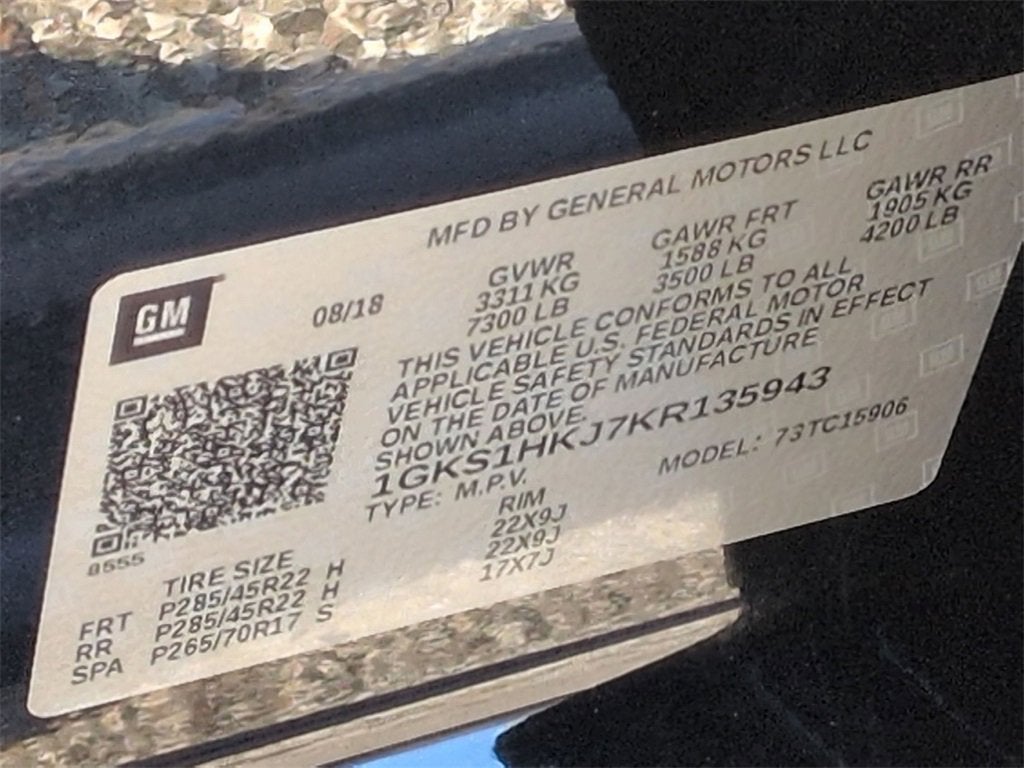 MFD BY GENERAL MOTORS LLC
GM
08/18
GVWR
3311 KG
7300 LB
GAWR FRT
1588 KG
3500 LB
GAWR RR
1905 KG
4200 LB
THIS VEHICLE CONFORMS TO ALL
APPLICABLE U.S. FEDERAL MOTOR
VEHICLE SAFETY STANDARDS IN EFFECT
ON THE DATE OF MANUFACTURE
SHOWN ABOVE.
1GKS1HKJ7KR135943
TYPE: M.P.V. MODEL: 73TC15906
8555
TIRE SIZE RIM
FRT P285/45R22 H 22X9J
RR P285/45R22 H 22X9J
SPA P265/70R17 S 17X7J